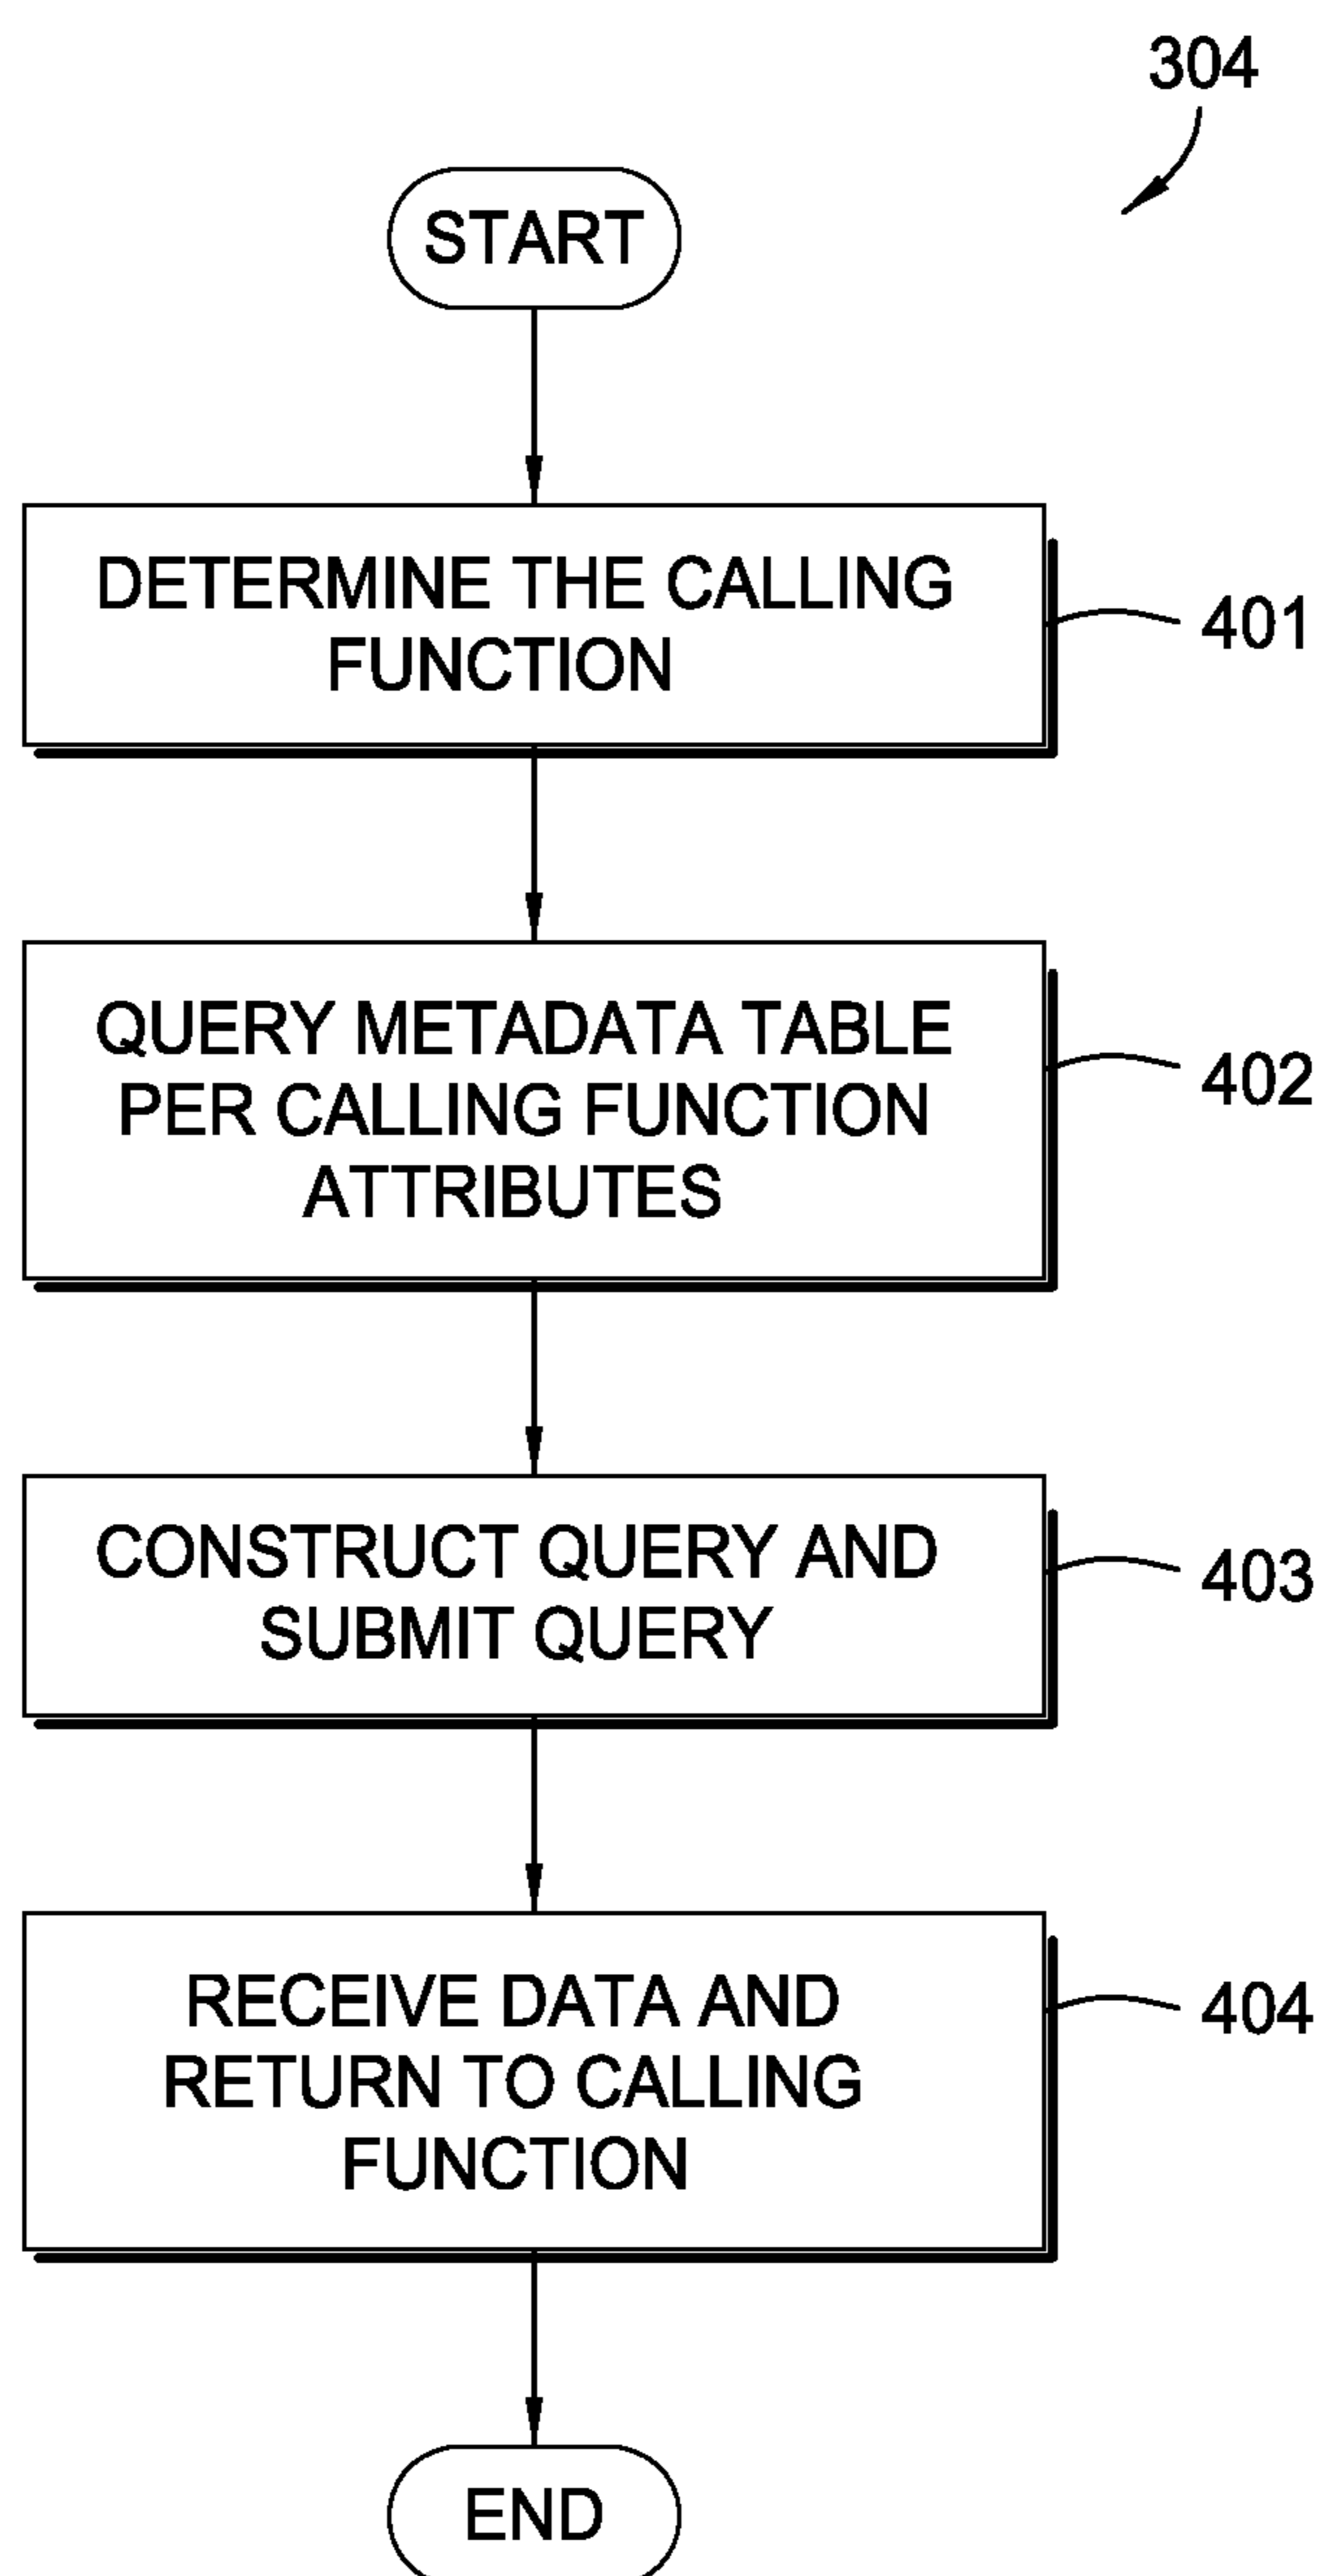 304
START
DETERMINE THE CALLING
FUNCTION
401
QUERY METADATA TABLE
PER CALLING FUNCTION
ATTRIBUTES
402
CONSTRUCT QUERY AND
SUBMIT QUERY
403
RECEIVE DATA AND
RETURN TO CALLING
FUNCTION
404
END